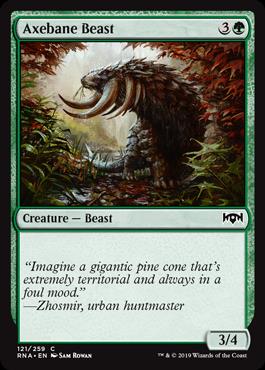 Axebane Beast 3
Creature — Beast
“Imagine a gigantic pine cone that’s
extremely territorial and always in a
foul mood.”
—Zhosmir, urban huntmaster
3/4
121/259 C
RNA • EN Sam Rowan
™ & © 2019 Wizards of the Coast